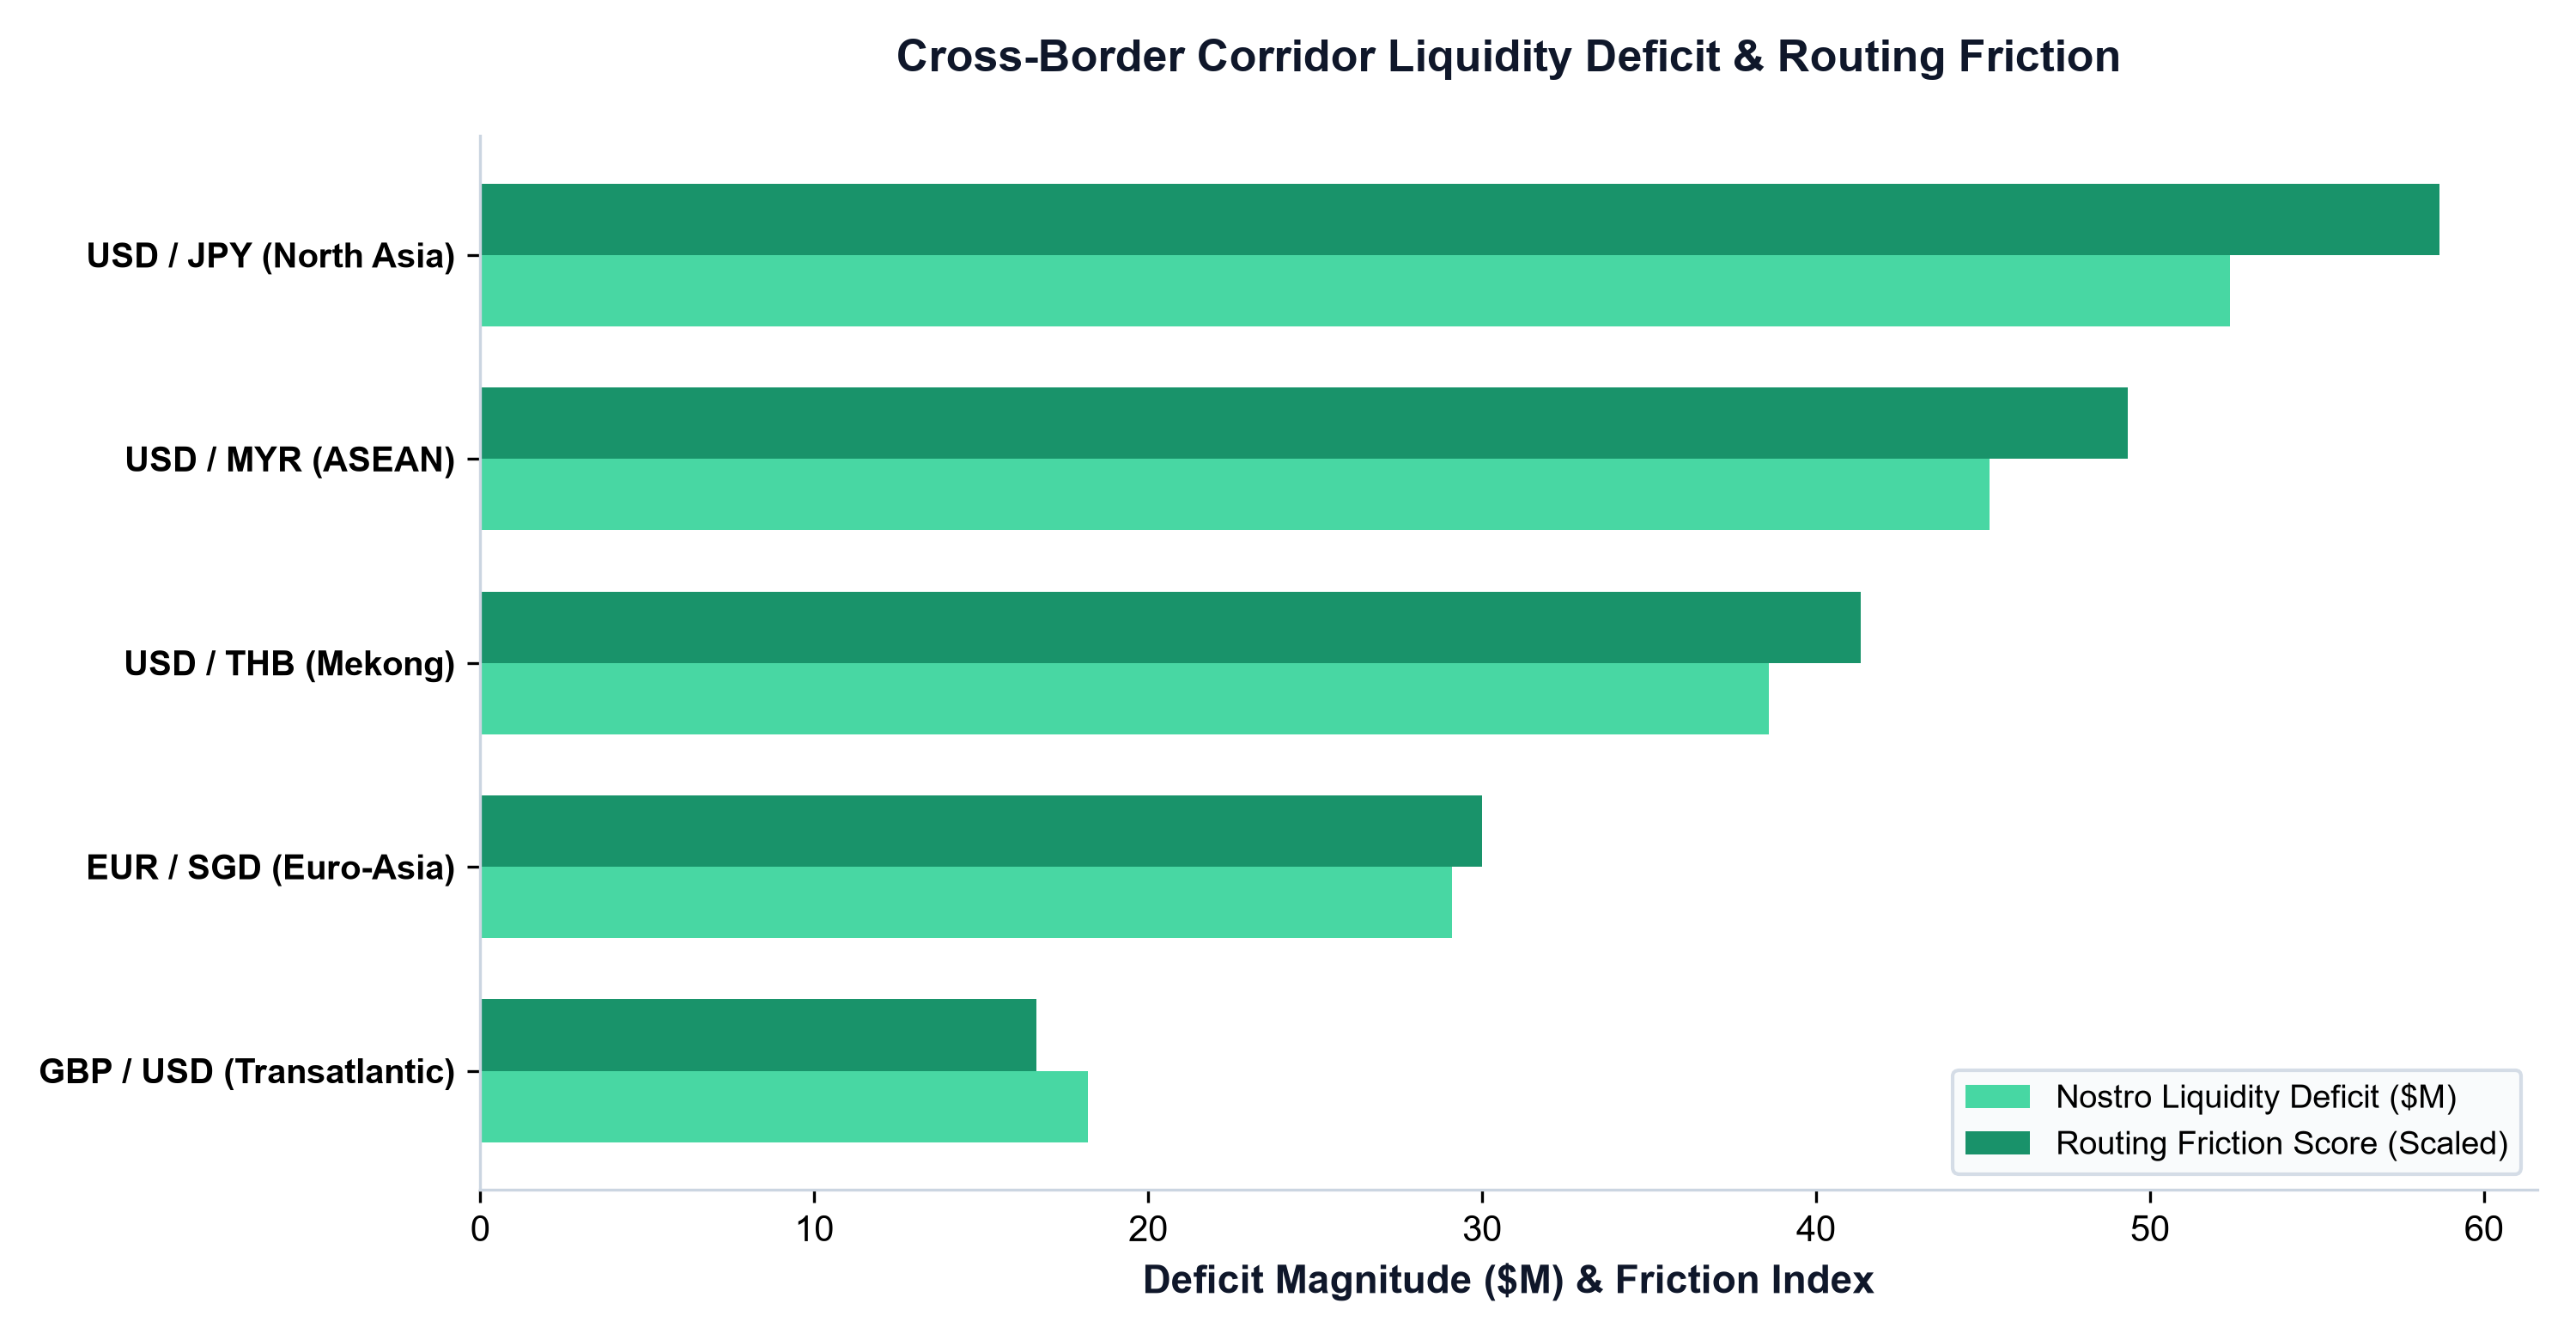 Cross-Border Corridor Liquidity Deficit & Routing Friction
USD / JPY (North Asia)
USD / MYR (ASEAN)
USD / THB (Mekong)
EUR / SGD (Euro-Asia)
GBP / USD (Transatlantic)
Nostro Liquidity Deficit ($M)
Routing Friction Score (Scaled)
0 10 20 30 40 50 60
Deficit Magnitude ($M) & Friction Index